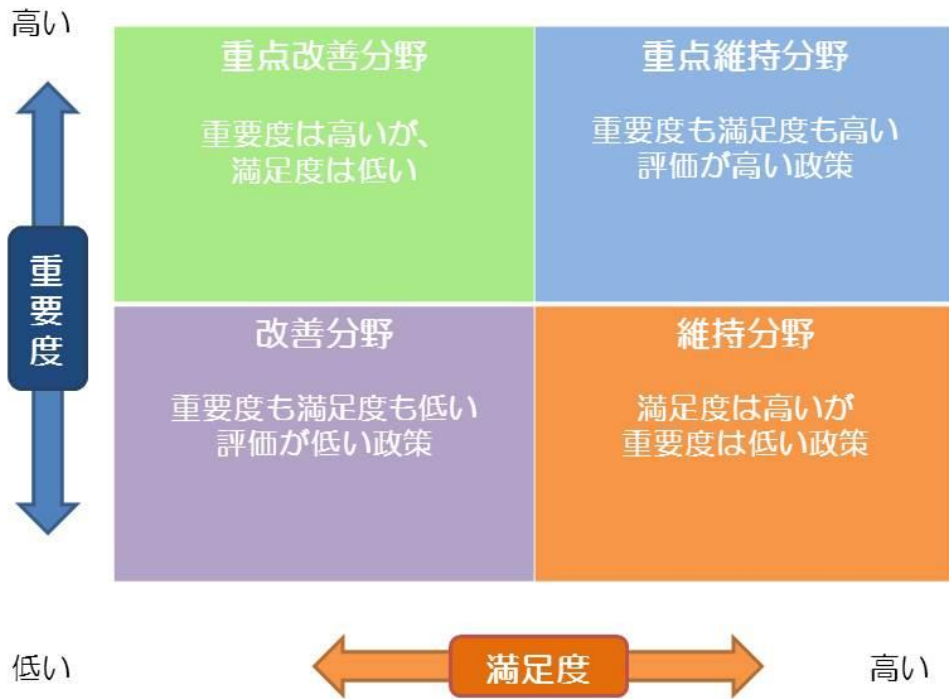 高い
重点改善分野
重要度は高いが、
満足度は低い
重点維持分野
重要度も満足度も高い
評価が高い政策
重要度
改善分野
重要度も満足度も低い
評価が低い政策
維持分野
満足度は高いが
重要度は低い政策
低い
満足度
高い